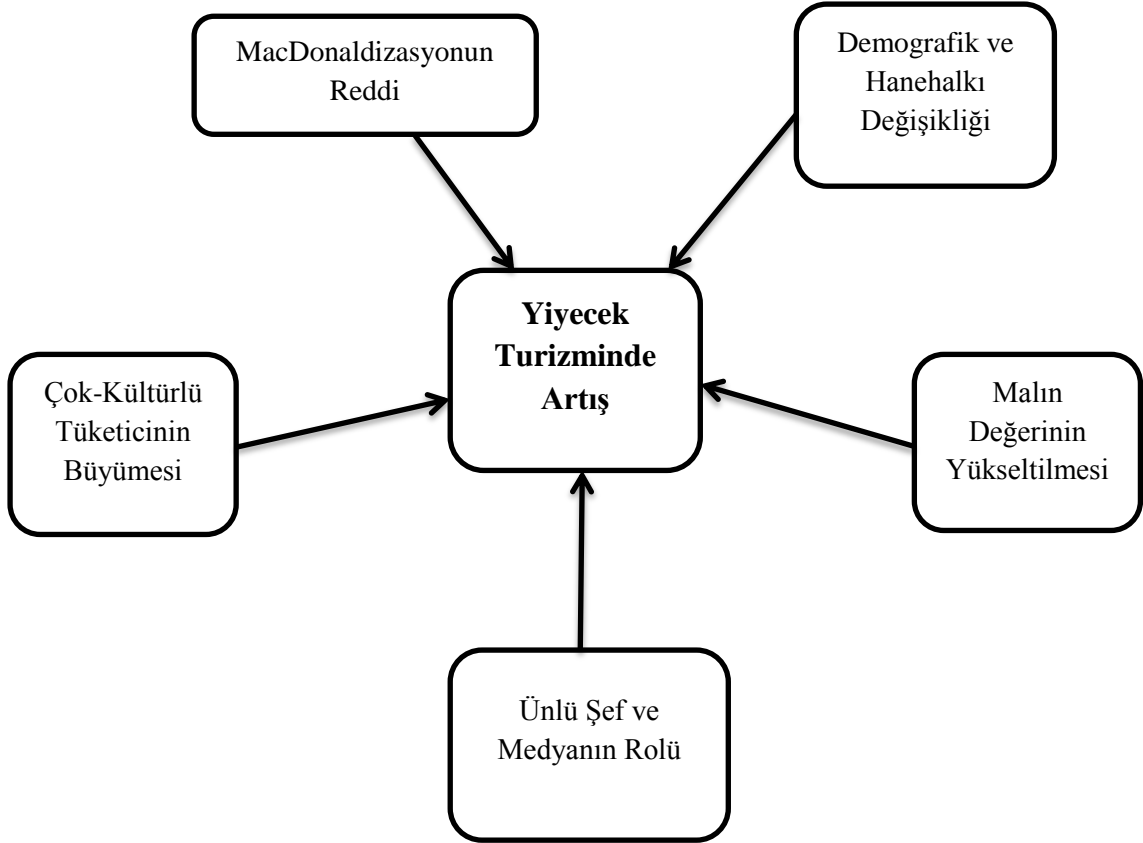 MacDonaldizasyonun
Reddi
Demografik ve
Hanehalkı
Değişikliği
Yiyecek
Turizminde
Artış
Çok-Kültürlü
Tüketicinin
Büyümesi
Malın
Değerinin
Yükseltilmesi
Ünlü Şef ve
Medyanın Rolü